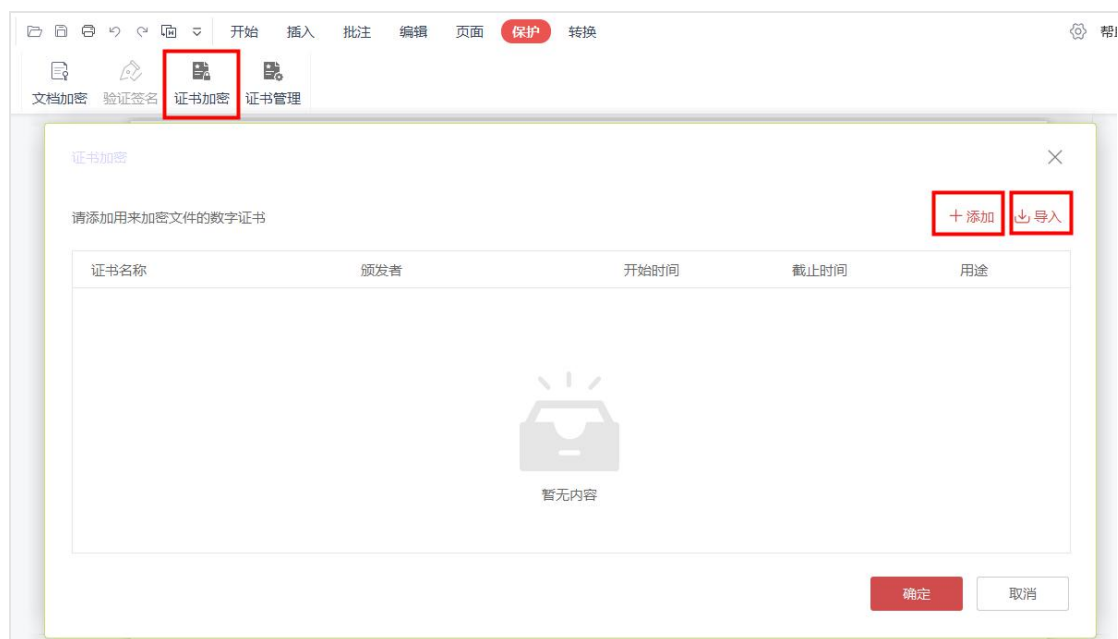 开始 插入 批注 编辑 页面 保护 转换
文档加密 验证签名 证书加密 证书管理
证书加密
请添加用来加密文件的数字证书 添加 导入
证书名称 颁发者 开始时间 截止时间 用途
暂无内容
确定 取消